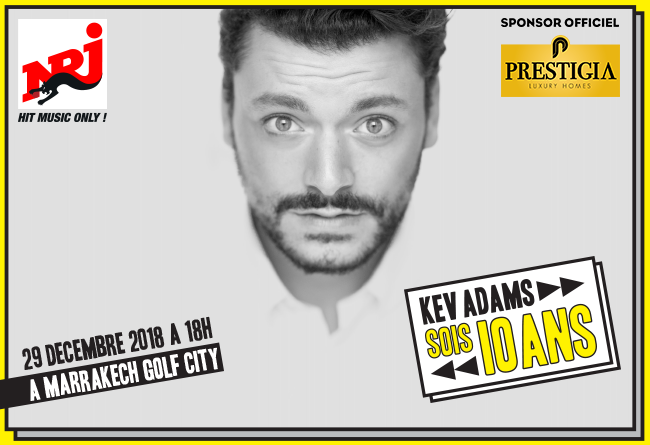 NRJ
HIT MUSIC ONLY !
SPONSOR OFFICIEL
PRESTIGIA
LUXURY HOMES
KEV ADAMS
SOIS 10 ANS
29 DECEMBRE 2018 A 18H
A MARRAKECH GOLF CITY